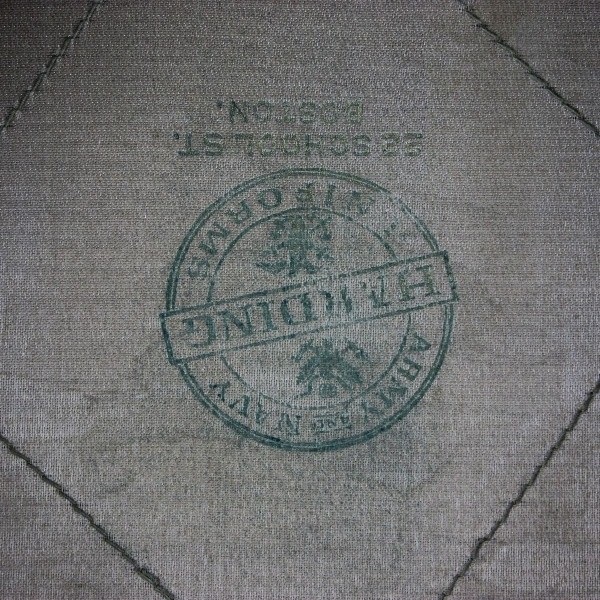 ARMY AND NAVY
HARDING
UNIFORMS
22 SCHOOL ST.
BOSTON.